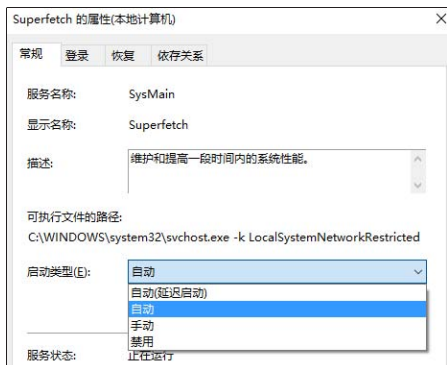 Superfetch 的属性(本地计算机)
常规 登录 恢复 依存关系
服务名称: SysMain
显示名称: Superfetch
描述: 维护和提高一段时间内的系统性能。
可执行文件的路径:
C:\WINDOWS\system32\svchost.exe -k LocalSystemNetworkRestricted
启动类型(E): 自动
自动(延迟启动)
自动
手动
禁用
服务状态: 正在运行